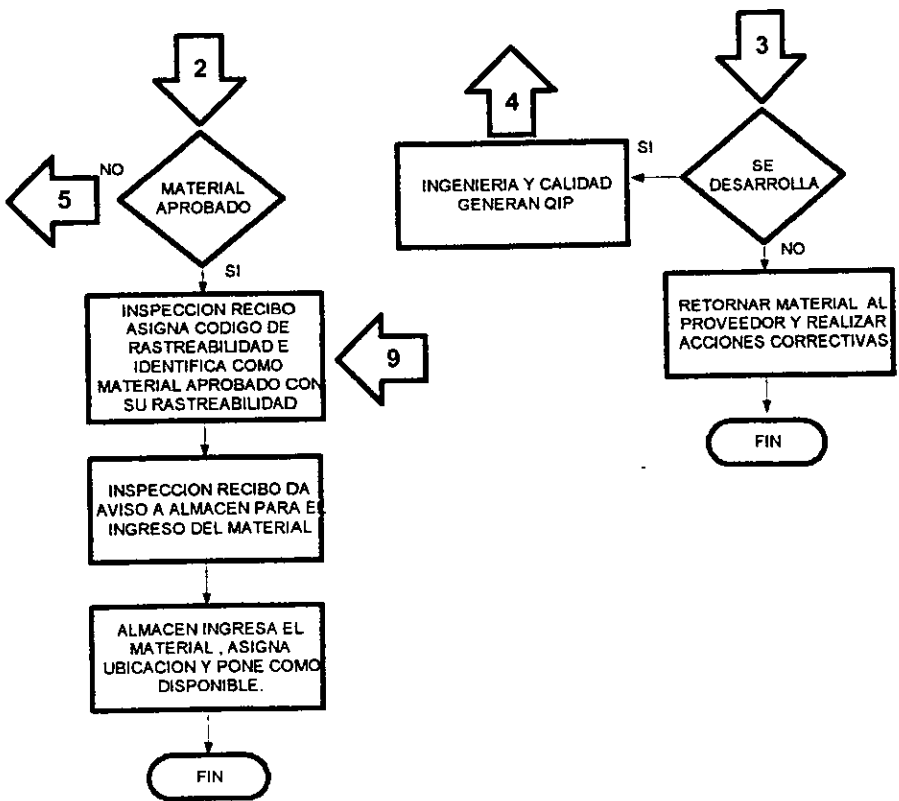 2
NO
5
MATERIAL
APROBADO
SI
INSPECCION RECIBO
ASIGNA CODIGO DE
RASTREABILIDAD E
IDENTIFICA COMO
MATERIAL APROBADO CON
SU RASTREABILIDAD
9
INSPECCION RECIBO DA
AVISO A ALMACEN PARA EL
INGRESO DEL MATERIAL
ALMACEN INGRESA EL
MATERIAL , ASIGNA
UBICACION Y PONE COMO
DISPONIBLE.
FIN
3
SE
DESARROLLA
SI
4
INGENIERIA Y CALIDAD
GENERAN QIP
NO
RETORNAR MATERIAL AL
PROVEEDOR Y REALIZAR
ACCIONES CORRECTIVAS
FIN